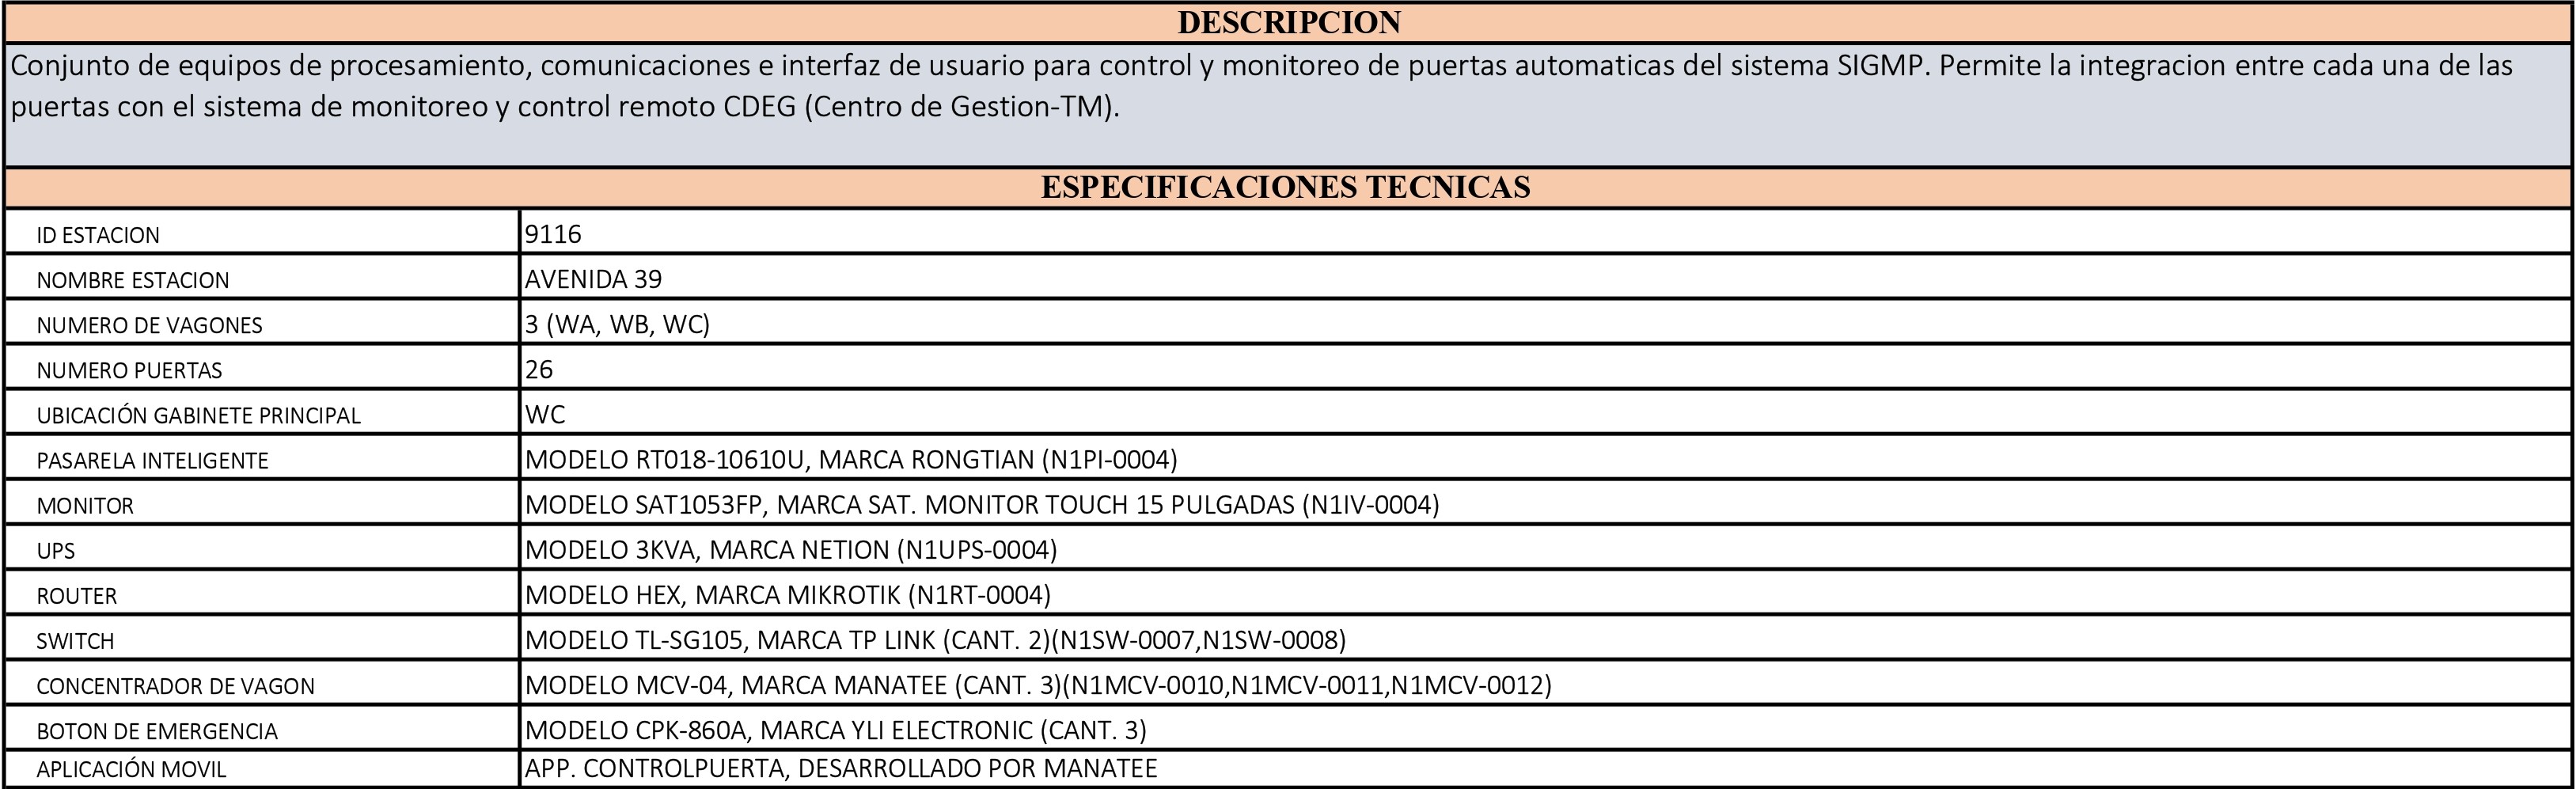 DESCRIPCION
Conjunto de equipos de procesamiento, comunicaciones e interfaz de usuario para control y monitoreo de puertas automaticas del sistema SIGMP. Permite la integracion entre cada una de las
puertas con el sistema de monitoreo y control remoto CDEG (Centro de Gestion-TM).
ESPECIFICACIONES TECNICAS
ID ESTACION 9116
NOMBRE ESTACION AVENIDA 39
NUMERO DE VAGONES 3 (WA, WB, WC)
NUMERO PUERTAS 26
UBICACIÓN GABINETE PRINCIPAL WC
PASARELA INTELIGENTE MODELO RT018-10610U, MARCA RONGTIAN (N1PI-0004)
MONITOR MODELO SAT1053FP, MARCA SAT. MONITOR TOUCH 15 PULGADAS (N1IV-0004)
UPS MODELO 3KVA, MARCA NETION (N1UPS-0004)
ROUTER MODELO HEX, MARCA MIKROTIK (N1RT-0004)
SWITCH MODELO TL-SG105, MARCA TP LINK (CANT. 2)(N1SW-0007,N1SW-0008)
CONCENTRADOR DE VAGON MODELO MCV-04, MARCA MANATEE (CANT. 3)(N1MCV-0010,N1MCV-0011,N1MCV-0012)
BOTON DE EMERGENCIA MODELO CPK-860A, MARCA YLI ELECTRONIC (CANT. 3)
APLICACIÓN MOVIL APP. CONTROLPUERTA, DESARROLLADO POR MANATEE